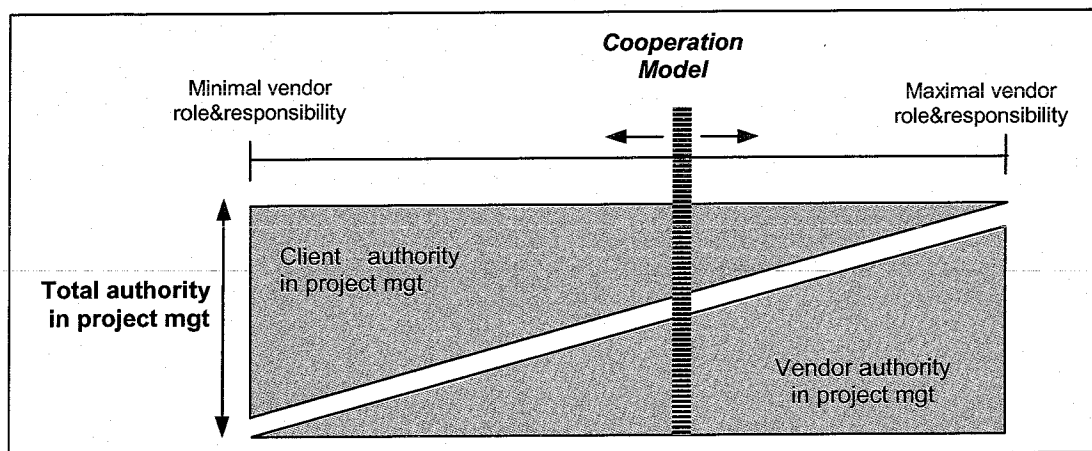 Cooperation
Model
Minimal vendor
role&responsibility
Maximal vendor
role&responsibility
Client authority
in project mgt
Total authority
in project mgt
Vendor authority
in project mgt